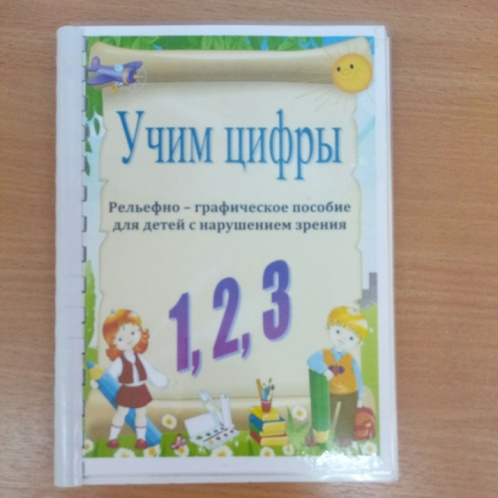 Учим цифры
Рельефно – графическое пособие
для детей с нарушением зрения
1, 2, 3